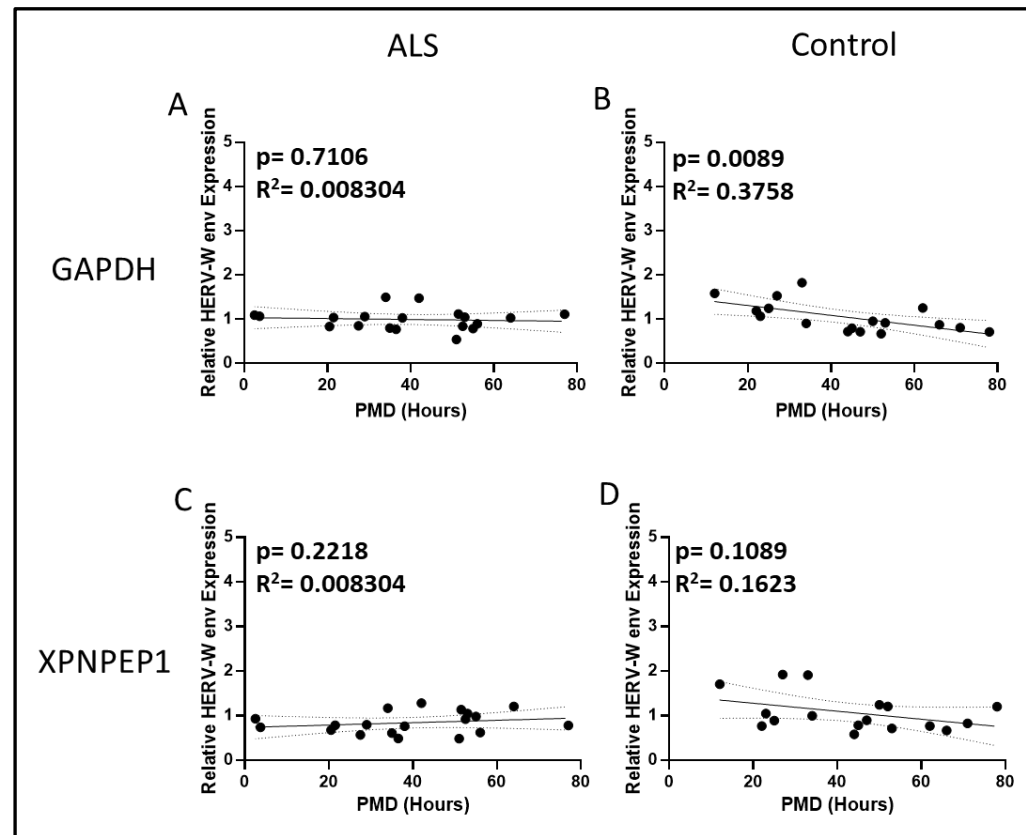 ALS
Control
GAPDH
XPNPEP1
A
Relative HERV-W env Expression
5
4
3
2
1
0
p= 0.7106
R²= 0.008304
0
20
40
60
80
PMD (Hours)
B
Relative HERV-W env Expression
5
4
3
2
1
0
p= 0.0089
R²= 0.3758
0
20
40
60
80
PMD (Hours)
C
Relative HERV-W env Expression
5
4
3
2
1
0
p= 0.2218
R²= 0.008304
0
20
40
60
80
PMD (Hours)
D
Relative HERV-W env Expression
5
4
3
2
1
0
p= 0.1089
R²= 0.1623
0
20
40
60
80
PMD (Hours)